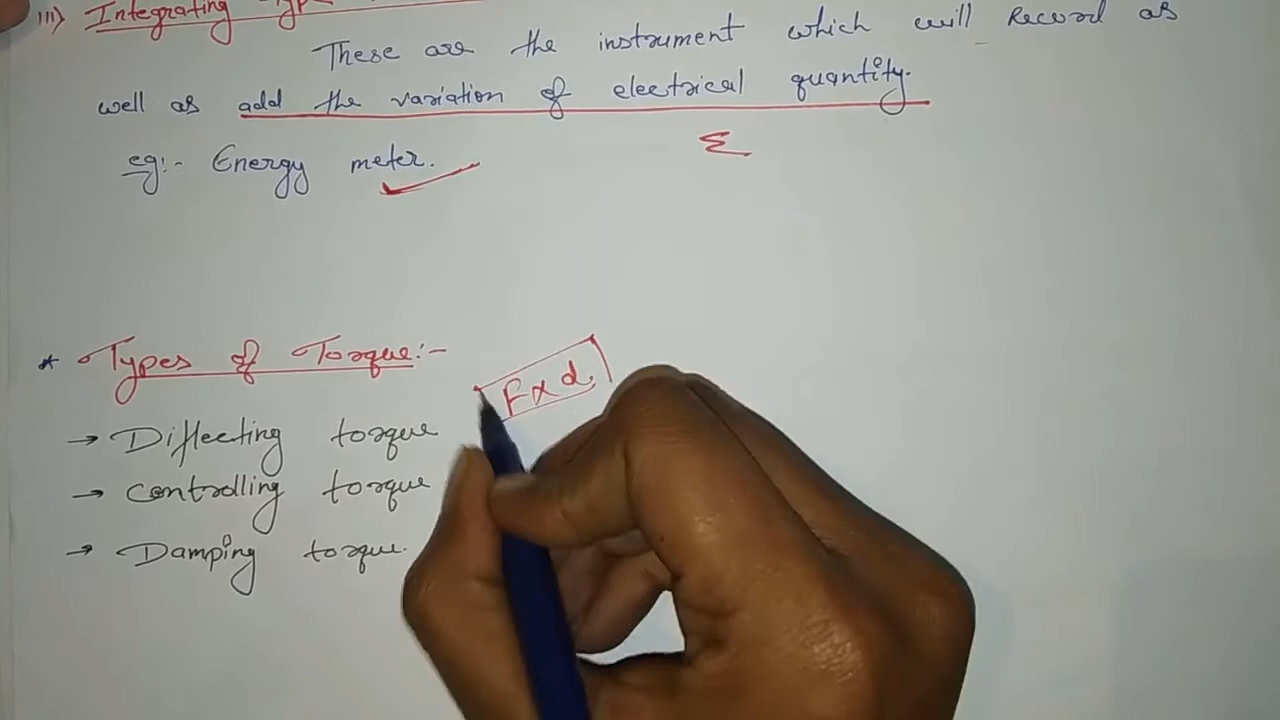 iii) Integrating Type
These are the instrument which will Record as
well as add the variation of electrical quantity.
Σ
eg:- Energy meter.
* Types of Torque:-
F x d.
→ Diflecting torque
→ Controlling torque
→ Damping torque.